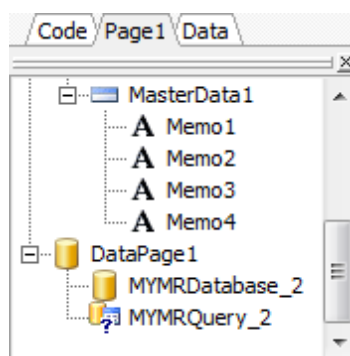 Code Page1 Data
MasterData1
A Memo1
A Memo2
A Memo3
A Memo4
DataPage1
MYMRDatabase_2
MYMRQuery_2